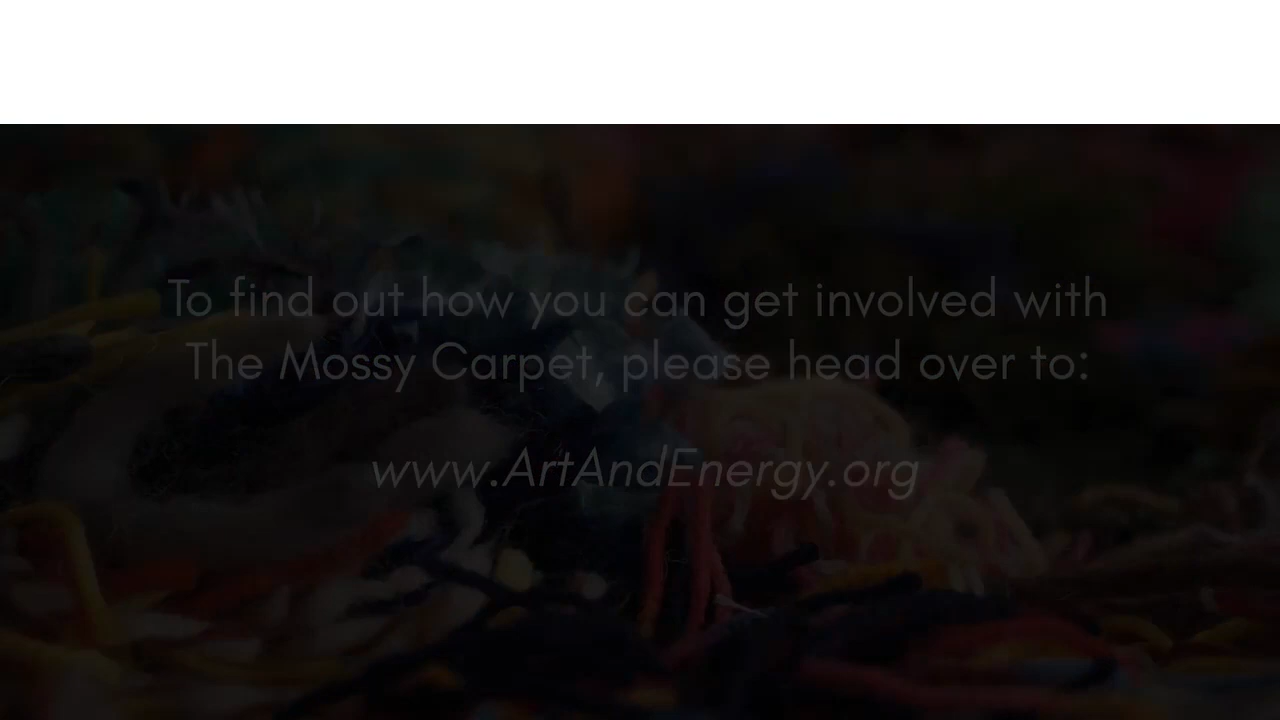 To find out how you can get involved with
The Mossy Carpet, please head over to:
www.ArtAndEnergy.org